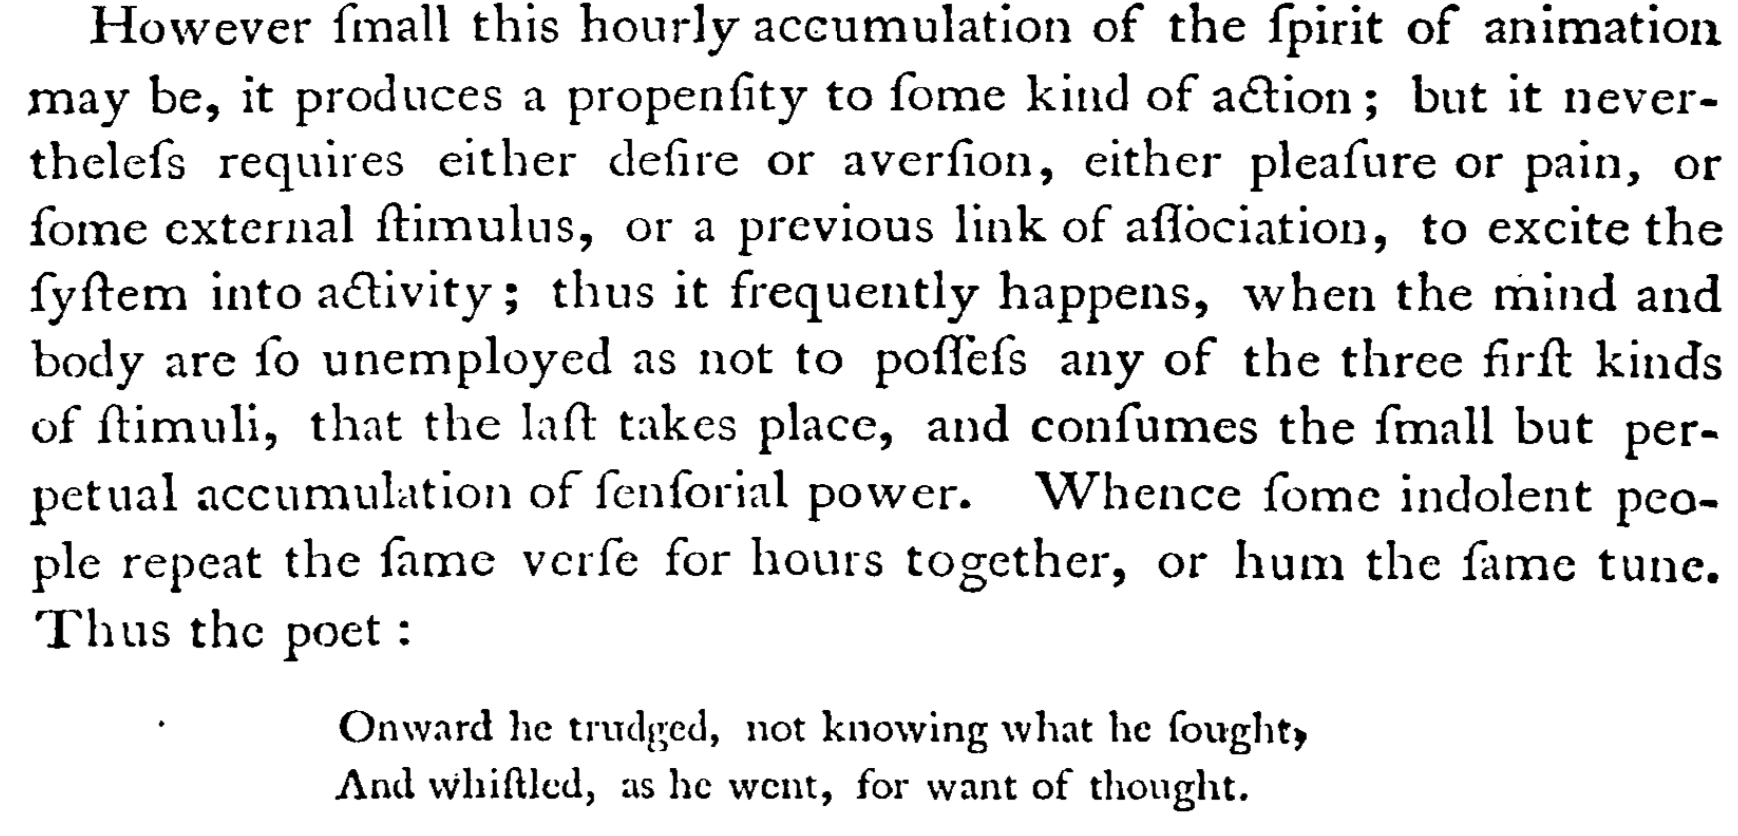 However ſmall this hourly accumulation of the ſpirit of animation
may be, it produces a propenſity to ſome kind of action; but it never-
theleſs requires either deſire or averſion, either pleaſure or pain, or
ſome external ſtimulus, or a previous link of aſſociation, to excite the
ſyſtem into activity; thus it frequently happens, when the mind and
body are ſo unemployed as not to poſſeſs any of the three firſt kinds
of ſtimuli, that the laſt takes place, and conſumes the ſmall but per-
petual accumulation of ſenſorial power. Whence ſome indolent peo-
ple repeat the ſame verſe for hours together, or hum the ſame tune.
Thus the poet:
Onward he trudged, not knowing what he ſought,
And whiſtled, as he went, for want of thought.